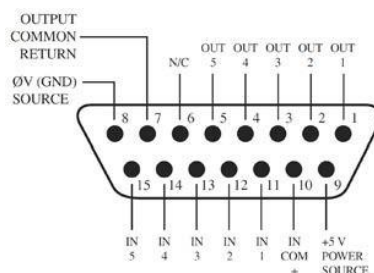 OUTPUT
COMMON
RETURN
ØV (GND)
SOURCE
N/C
OUT
5
OUT
4
OUT
3
OUT
2
OUT
1
8 7 6 5 4 3 2 1
15 14 13 12 11 10 9
IN
5
IN
4
IN
3
IN
2
IN
1
IN
COM
+
+5 V
POWER
SOURCE